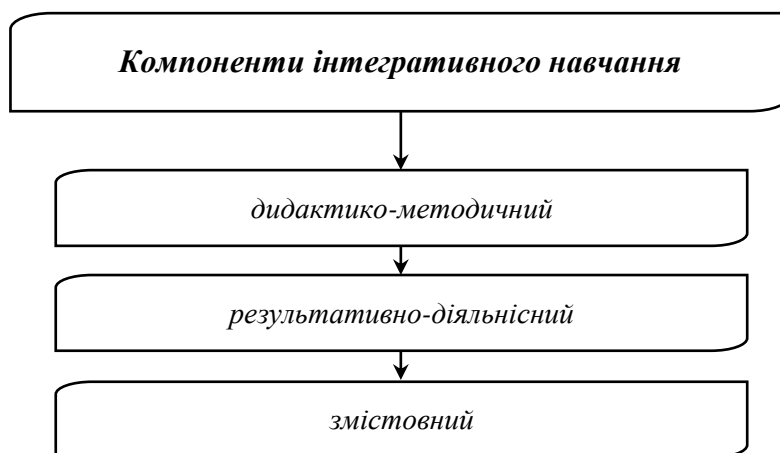 Компоненти інтегративного навчання
дидактико-методичний
результативно-діяльнісний
змістовний